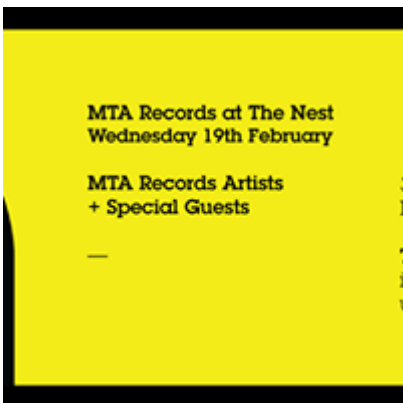 MTA Records at The Nest
Wednesday 19th February
MTA Records Artists
+ Special Guests
—